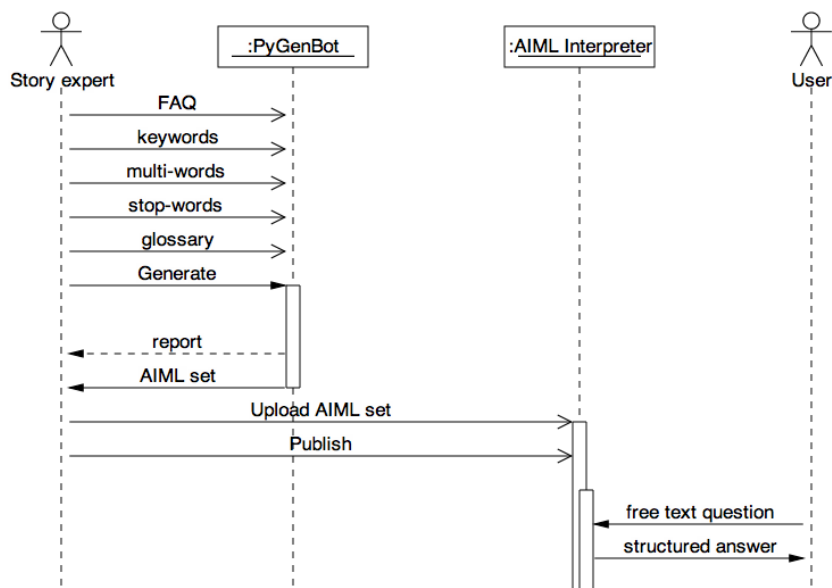 :PyGenBot
:AIML Interpreter
Story expert
User
FAQ
keywords
multi-words
stop-words
glossary
Generate
report
AIML set
Upload AIML set
Publish
free text question
structured answer